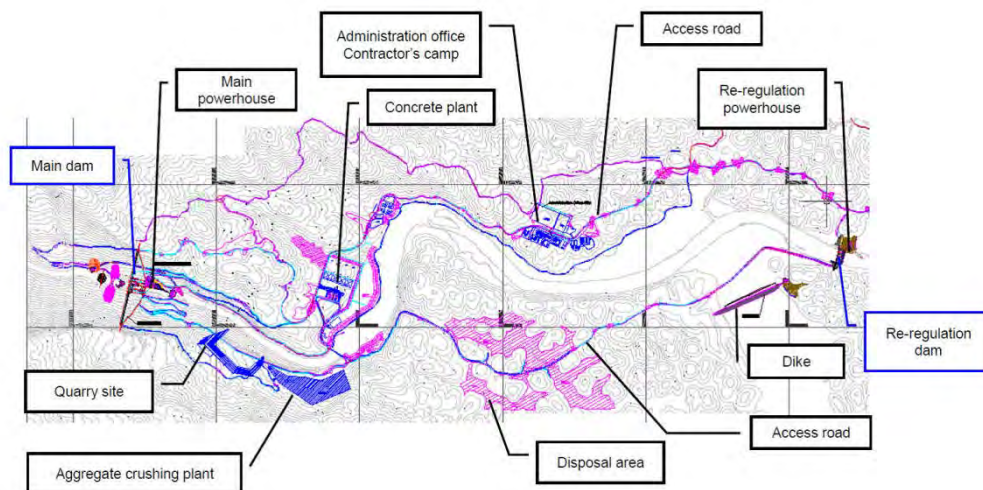 Administration office
Contractor's camp
Access road
Main
powerhouse
Concrete plant
Re-regulation
powerhouse
Main dam
Quarry site
Dike
Re-regulation
dam
Access road
Disposal area
Aggregate crushing plant